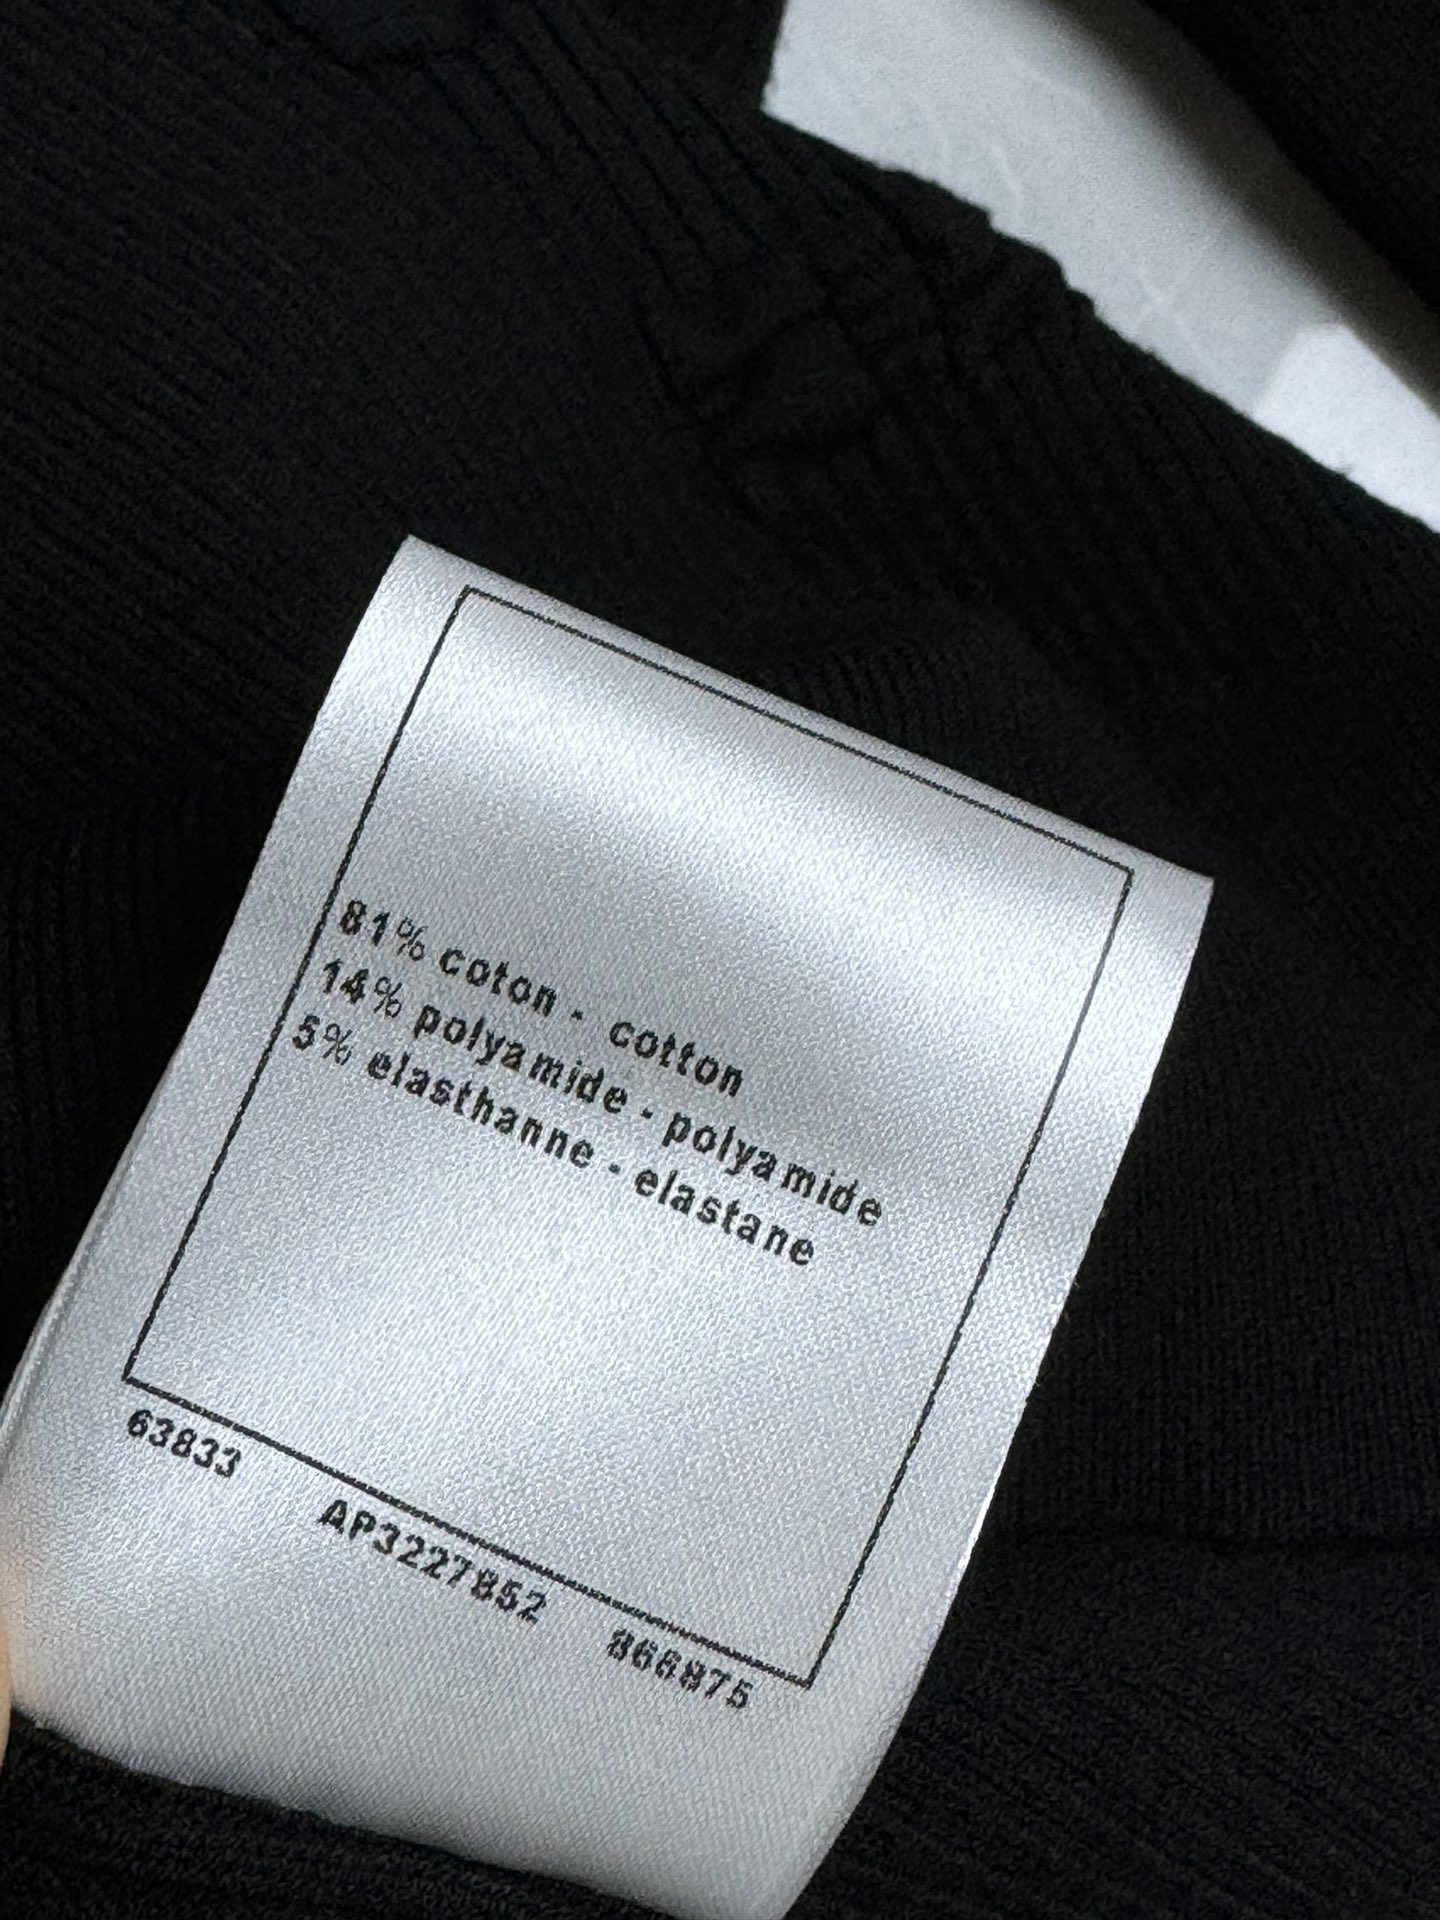 81% coton - cotton
14% polyamide - polyamide
5% elasthanne - elastane
63833 AP3227852 866875